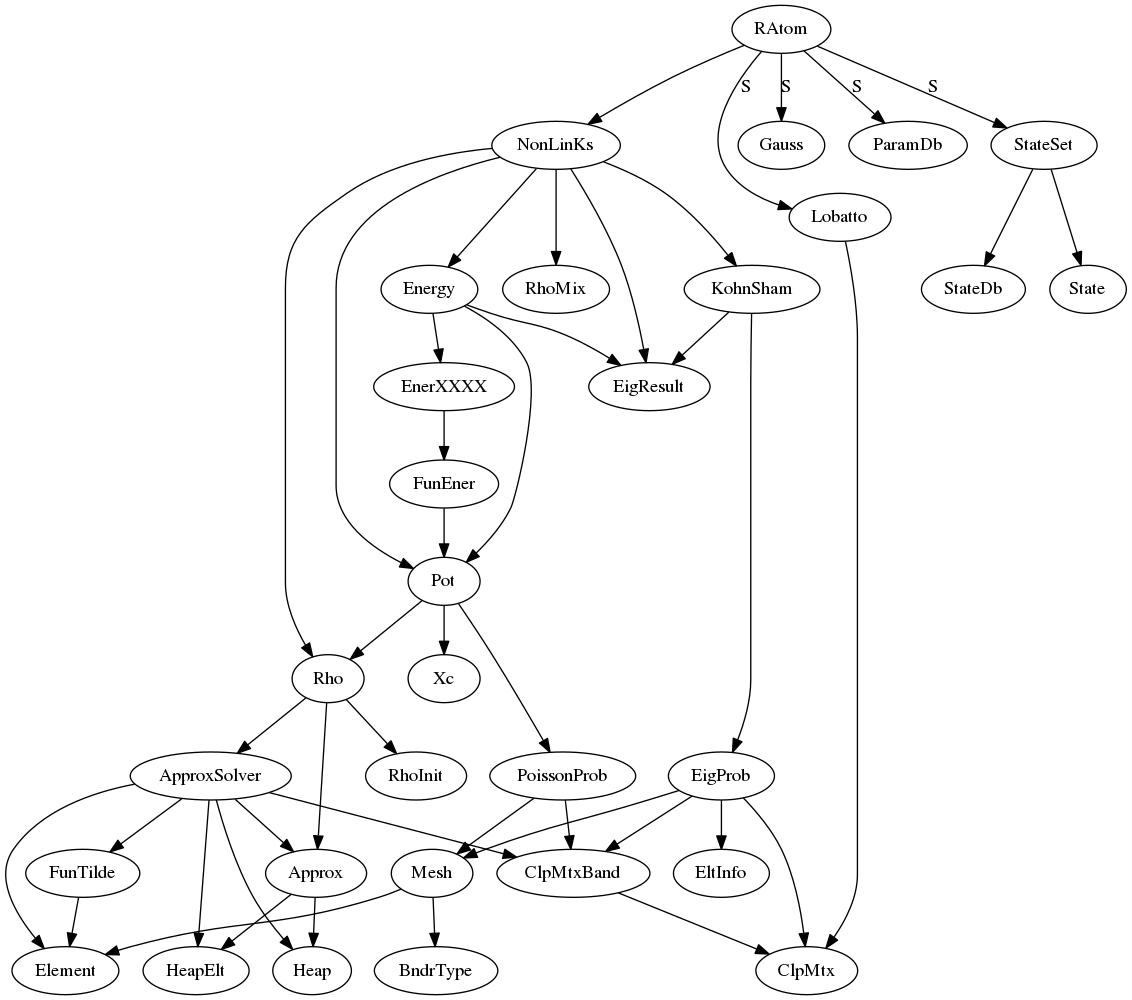 RAtom
S
S
S
S
NonLinKs
Gauss
ParamDb
StateSet
Lobatto
Energy
RhoMix
KohnSham
StateDb
State
EnerXXXX
EigResult
FunEner
Pot
Rho
Xc
ApproxSolver
RhoInit
PoissonProb
EigProb
FunTilde
Approx
Mesh
ClpMtxBand
EltInfo
Element
HeapElt
Heap
BndrType
ClpMtx